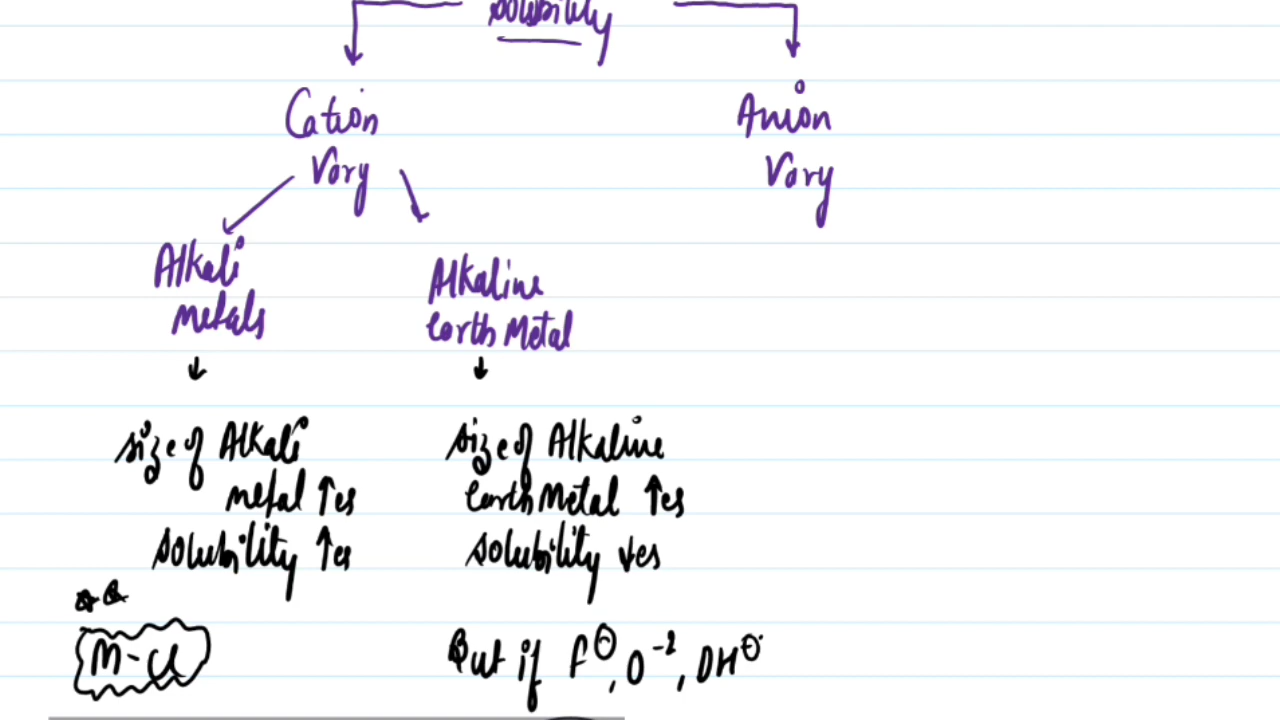 solubility
Cation
Vary
Anion
Vary
Alkali
metals
Alkaline
earth Metal
size of Alkali
metal ↑es
solubility ↑es
size of Alkaline
earth Metal ↑es
solubility ↓es
M-Cl
But if F⊖, O⁻², OH⊖